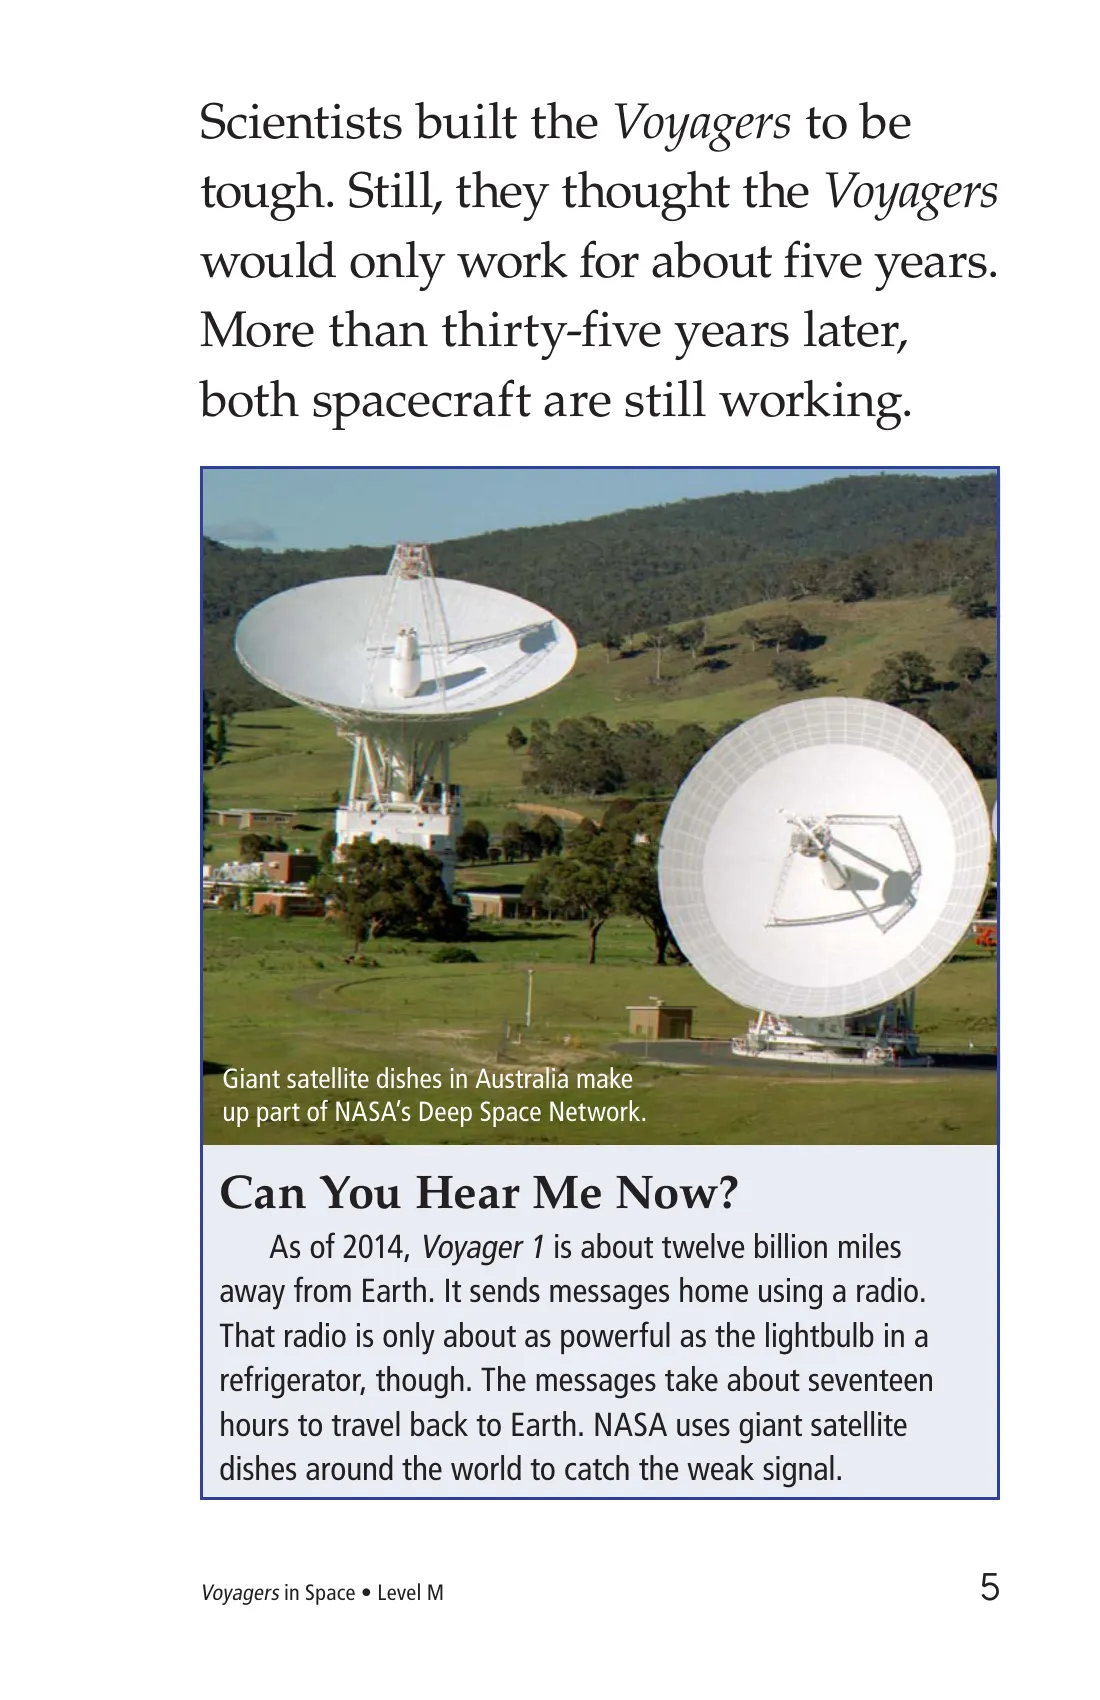 Scientists built the Voyagers to be
tough. Still, they thought the Voyagers
would only work for about five years.
More than thirty-five years later,
both spacecraft are still working.
Giant satellite dishes in Australia make
up part of NASA’s Deep Space Network.
Can You Hear Me Now?
As of 2014, Voyager 1 is about twelve billion miles
away from Earth. It sends messages home using a radio.
That radio is only about as powerful as the lightbulb in a
refrigerator, though. The messages take about seventeen
hours to travel back to Earth. NASA uses giant satellite
dishes around the world to catch the weak signal.
Voyagers in Space • Level M
5